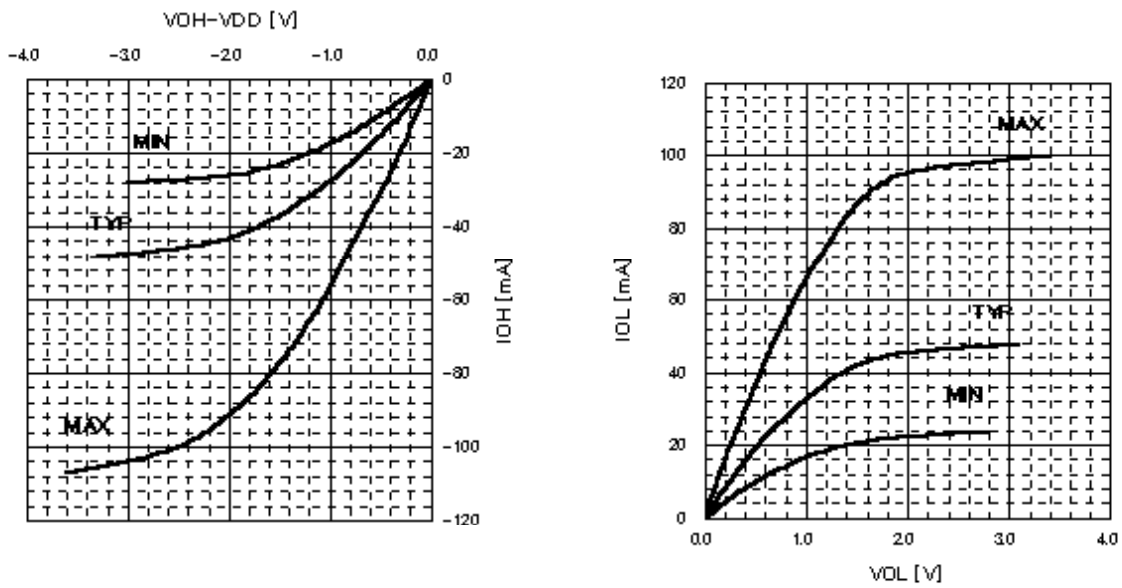 VOH-VDD [V]
-4.0 -3.0 -2.0 -1.0 0.0
0
-20
-40
-60
-80
-100
-120
IOH [mA]
MIN
TYP
MAX
120
100
80
60
40
20
0
IOL [mA]
MAX
TYP
MIN
0.0 1.0 2.0 3.0 4.0
VOL [V]